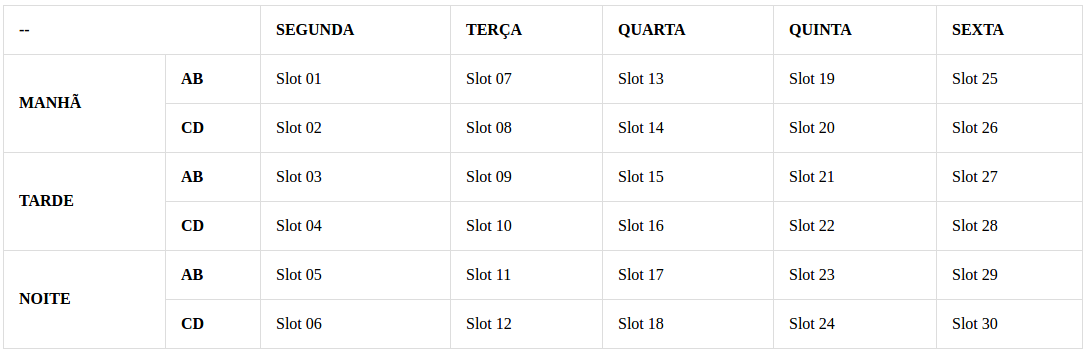 -- SEGUNDA TERÇA QUARTA QUINTA SEXTA
MANHÃ
AB Slot 01 Slot 07 Slot 13 Slot 19 Slot 25
CD Slot 02 Slot 08 Slot 14 Slot 20 Slot 26
TARDE
AB Slot 03 Slot 09 Slot 15 Slot 21 Slot 27
CD Slot 04 Slot 10 Slot 16 Slot 22 Slot 28
NOITE
AB Slot 05 Slot 11 Slot 17 Slot 23 Slot 29
CD Slot 06 Slot 12 Slot 18 Slot 24 Slot 30